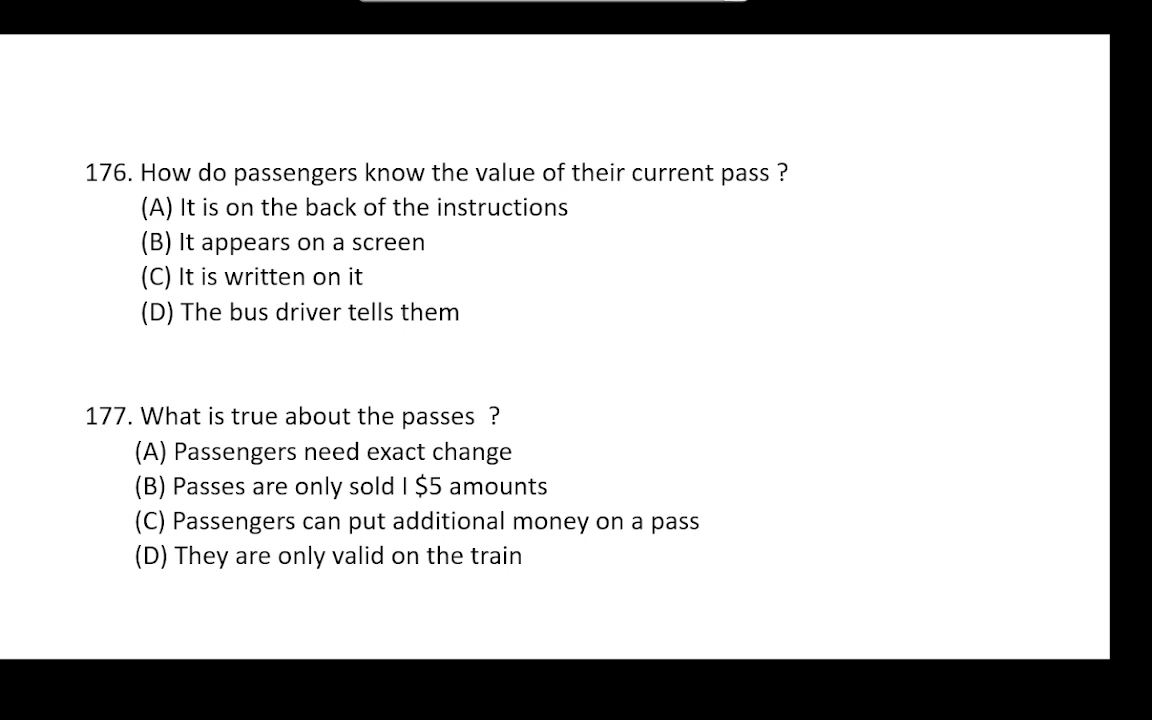 176. How do passengers know the value of their current pass ?
(A) It is on the back of the instructions
(B) It appears on a screen
(C) It is written on it
(D) The bus driver tells them
177. What is true about the passes ?
(A) Passengers need exact change
(B) Passes are only sold I $5 amounts
(C) Passengers can put additional money on a pass
(D) They are only valid on the train